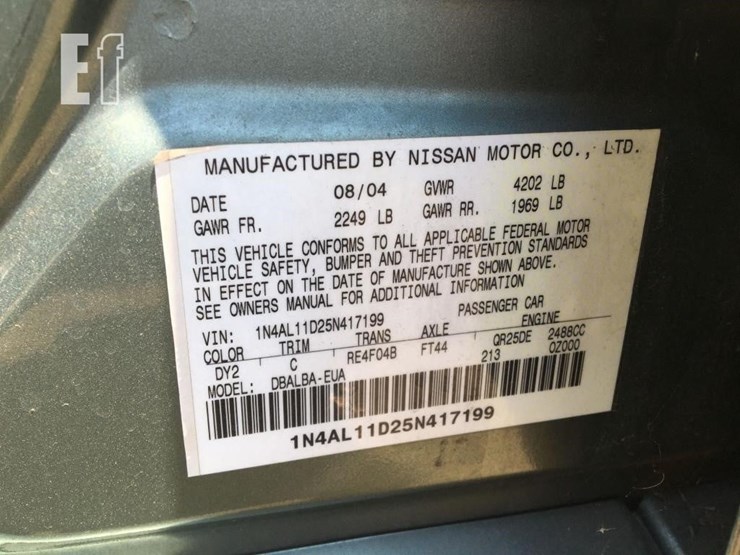 Ef
MANUFACTURED BY NISSAN MOTOR CO., LTD.
DATE 08/04 GVWR 4202 LB
GAWR FR. 2249 LB GAWR RR. 1969 LB
THIS VEHICLE CONFORMS TO ALL APPLICABLE FEDERAL MOTOR
VEHICLE SAFETY, BUMPER AND THEFT PREVENTION STANDARDS
IN EFFECT ON THE DATE OF MANUFACTURE SHOWN ABOVE.
SEE OWNERS MANUAL FOR ADDITIONAL INFORMATION
VIN: 1N4AL11D25N417199 PASSENGER CAR
COLOR TRIM TRANS AXLE ENGINE
DY2 C RE4F04B FT44 QR25DE 2488CC
MODEL: DBALBA-EUA 213 0Z000
1N4AL11D25N417199